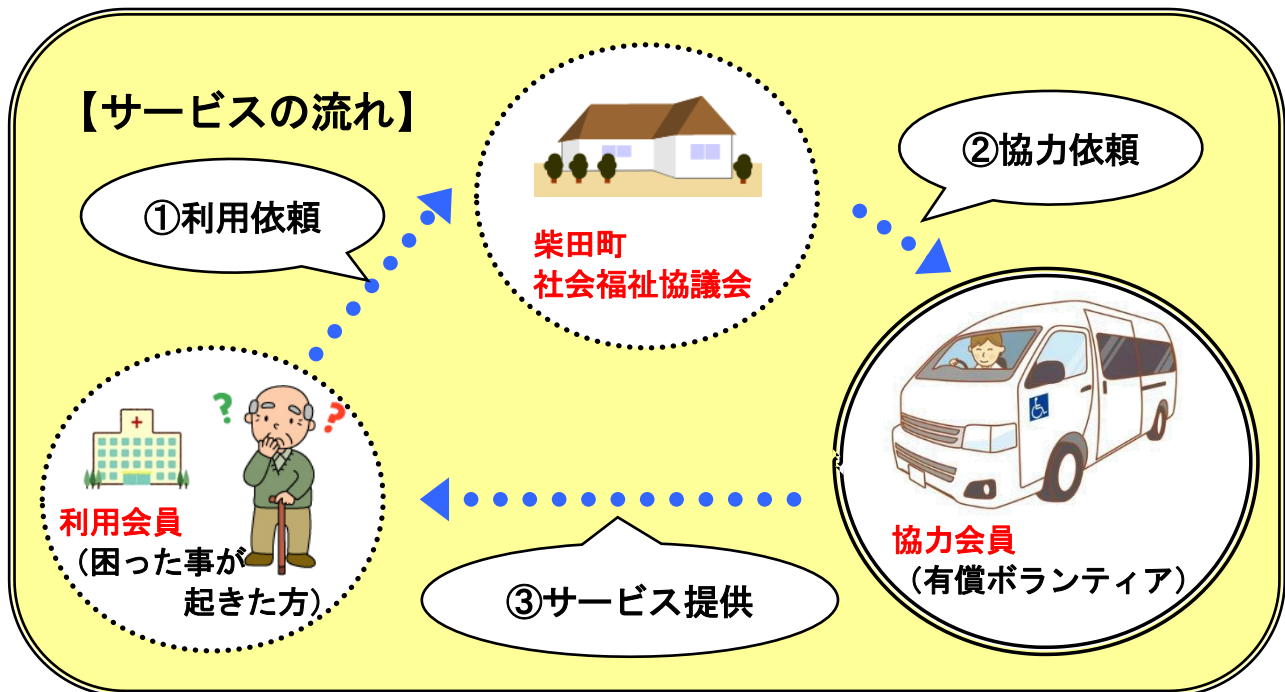 【サービスの流れ】
①利用依頼
②協力依頼
柴田町
社会福祉協議会
利用会員
（困った事が
起きた方）
協力会員
（有償ボランティア）
③サービス提供